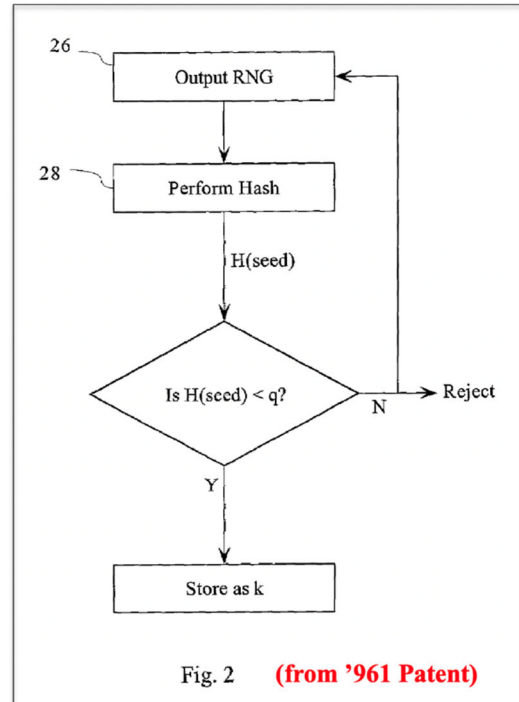 26
Output RNG
28
Perform Hash
H(seed)
Is H(seed) < q?
N
Reject
Y
Store as k
Fig. 2 (from ’961 Patent)